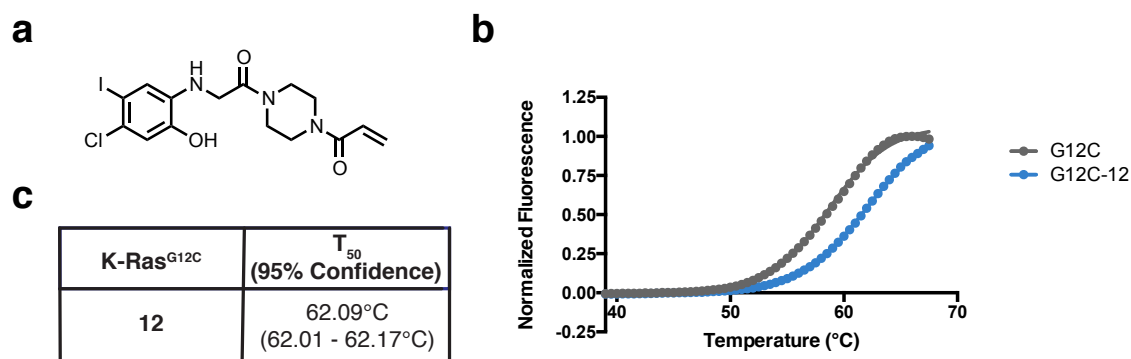 a
H
N
O
I
N
N
Cl
OH
O
b
1.25
1.00
0.75
0.50
0.25
0.00
-0.25
40
50
60
70
Normalized Fluorescence
Temperature (°C)
G12C
G12C-12
c
K-Ras^G12C
T₅₀
(95% Confidence)
12
62.09°C
(62.01 - 62.17°C)